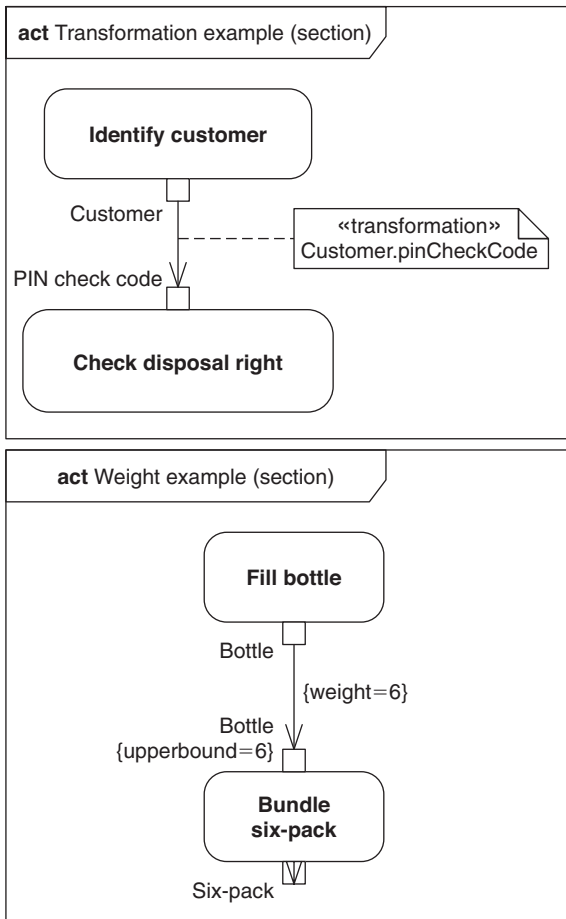 act Transformation example (section)
Identify customer
Customer
«transformation»
Customer.pinCheckCode
PIN check code
Check disposal right
act Weight example (section)
Fill bottle
Bottle
{weight=6}
Bottle
{upperbound=6}
Bundle
six-pack
Six-pack